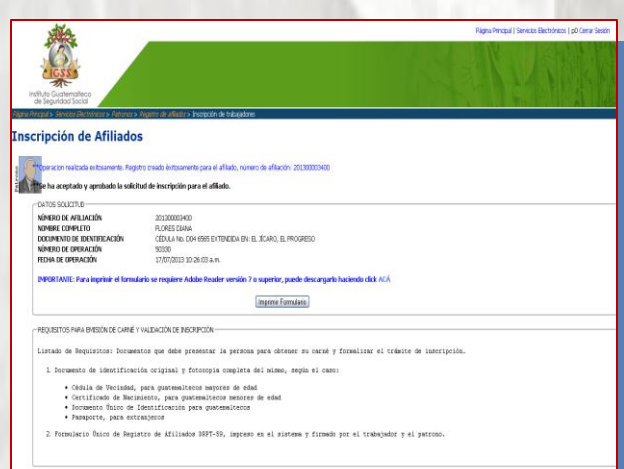 Página Principal | Servicios Electrónicos | p0 Cerrar Sesión
IGSS
Instituto Guatemalteco
de Seguridad Social
Página Principal > Servicios Electrónicos > Patronos > Registro de afiliados > Inscripción de trabajadores
Inscripción de Afiliados
Patrono
**Operacion realizada exitosamente. Registro creado éxitosamente para el afiliado, número de afiliación: 201300003400
**Se ha aceptado y aprobado la solicitud de inscripción para el afiliado.
DATOS SOLICITUD
NÚMERO DE AFILIACIÓN 201300003400
NOMBRE COMPLETO FLORES DIANA
DOCUMENTO DE IDENTIFICACIÓN CÉDULA No. D04 6565 EXTENDIDA EN: EL JÍCARO, EL PROGRESO
NÚMERO DE OPERACIÓN 50330
FECHA DE OPERACIÓN 17/07/2013 10:26:03 a.m.
IMPORTANTE: Para imprimir el formulario se requiere Adobe Reader versión 7 o superior, puede descargarlo haciendo click ACÁ
Imprimir Formulario
REQUISITOS PARA EMISIÓN DE CARNÉ Y VALIDACIÓN DE INSCRIPCIÓN
Listado de Requisitos: Documentos que debe presentar la persona para obtener su carné y formalizar el trámite de inscripción.
1. Documento de identificación original y fotocopia completa del mismo, según el caso:
• Cédula de Vecindad, para guatemaltecos mayores de edad
• Certificado de Nacimiento, para guatemaltecos menores de edad
• Documento Único de Identificación para guatemaltecos
• Pasaporte, para extranjeros
2. Formulario Único de Registro de Afiliados DRPT-59, impreso en el sistema y firmado por el trabajador y el patrono.